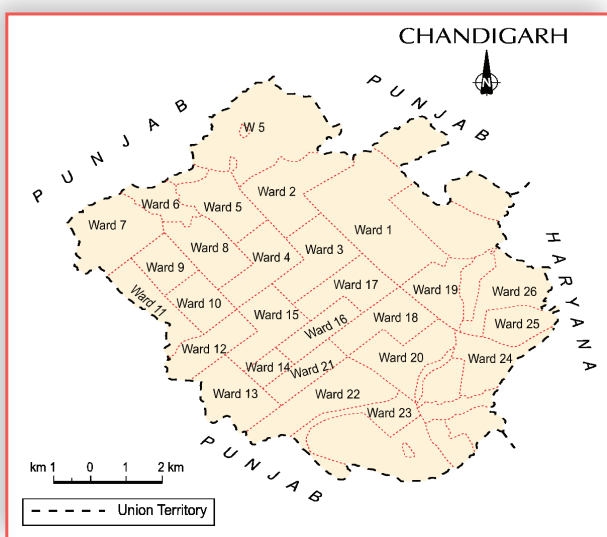 CHANDIGARH
N
PUNJAB
PUNJAB
W 5
Ward 2
Ward 6
Ward 5
Ward 7
Ward 1
Ward 8
Ward 3
Ward 4
HARYANA
Ward 9
Ward 17
Ward 19
Ward 26
Ward 11
Ward 10
Ward 15
Ward 16
Ward 18
Ward 25
Ward 12
Ward 20
Ward 24
Ward 14
Ward 21
Ward 13
Ward 22
Ward 23
PUNJAB
km 1 0 1 2 km
Union Territory